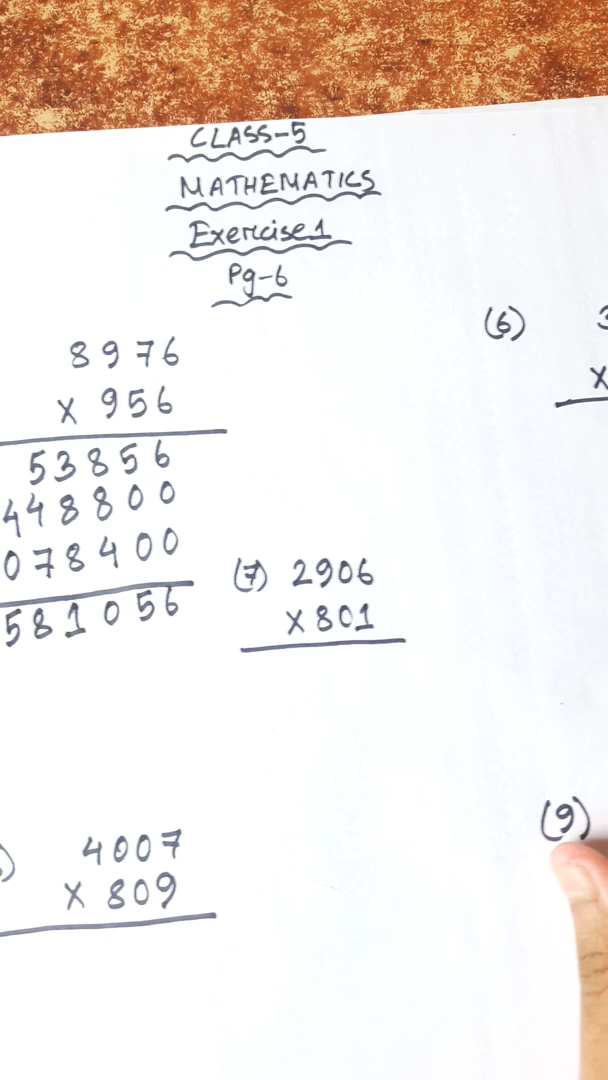 CLASS-5
MATHEMATICS
Exercise 1
Pg-6
8976
x 956
53856
448800
078400
581056
(6) 3
x
(7) 2906
x 801
) 4007
x 809
(9)